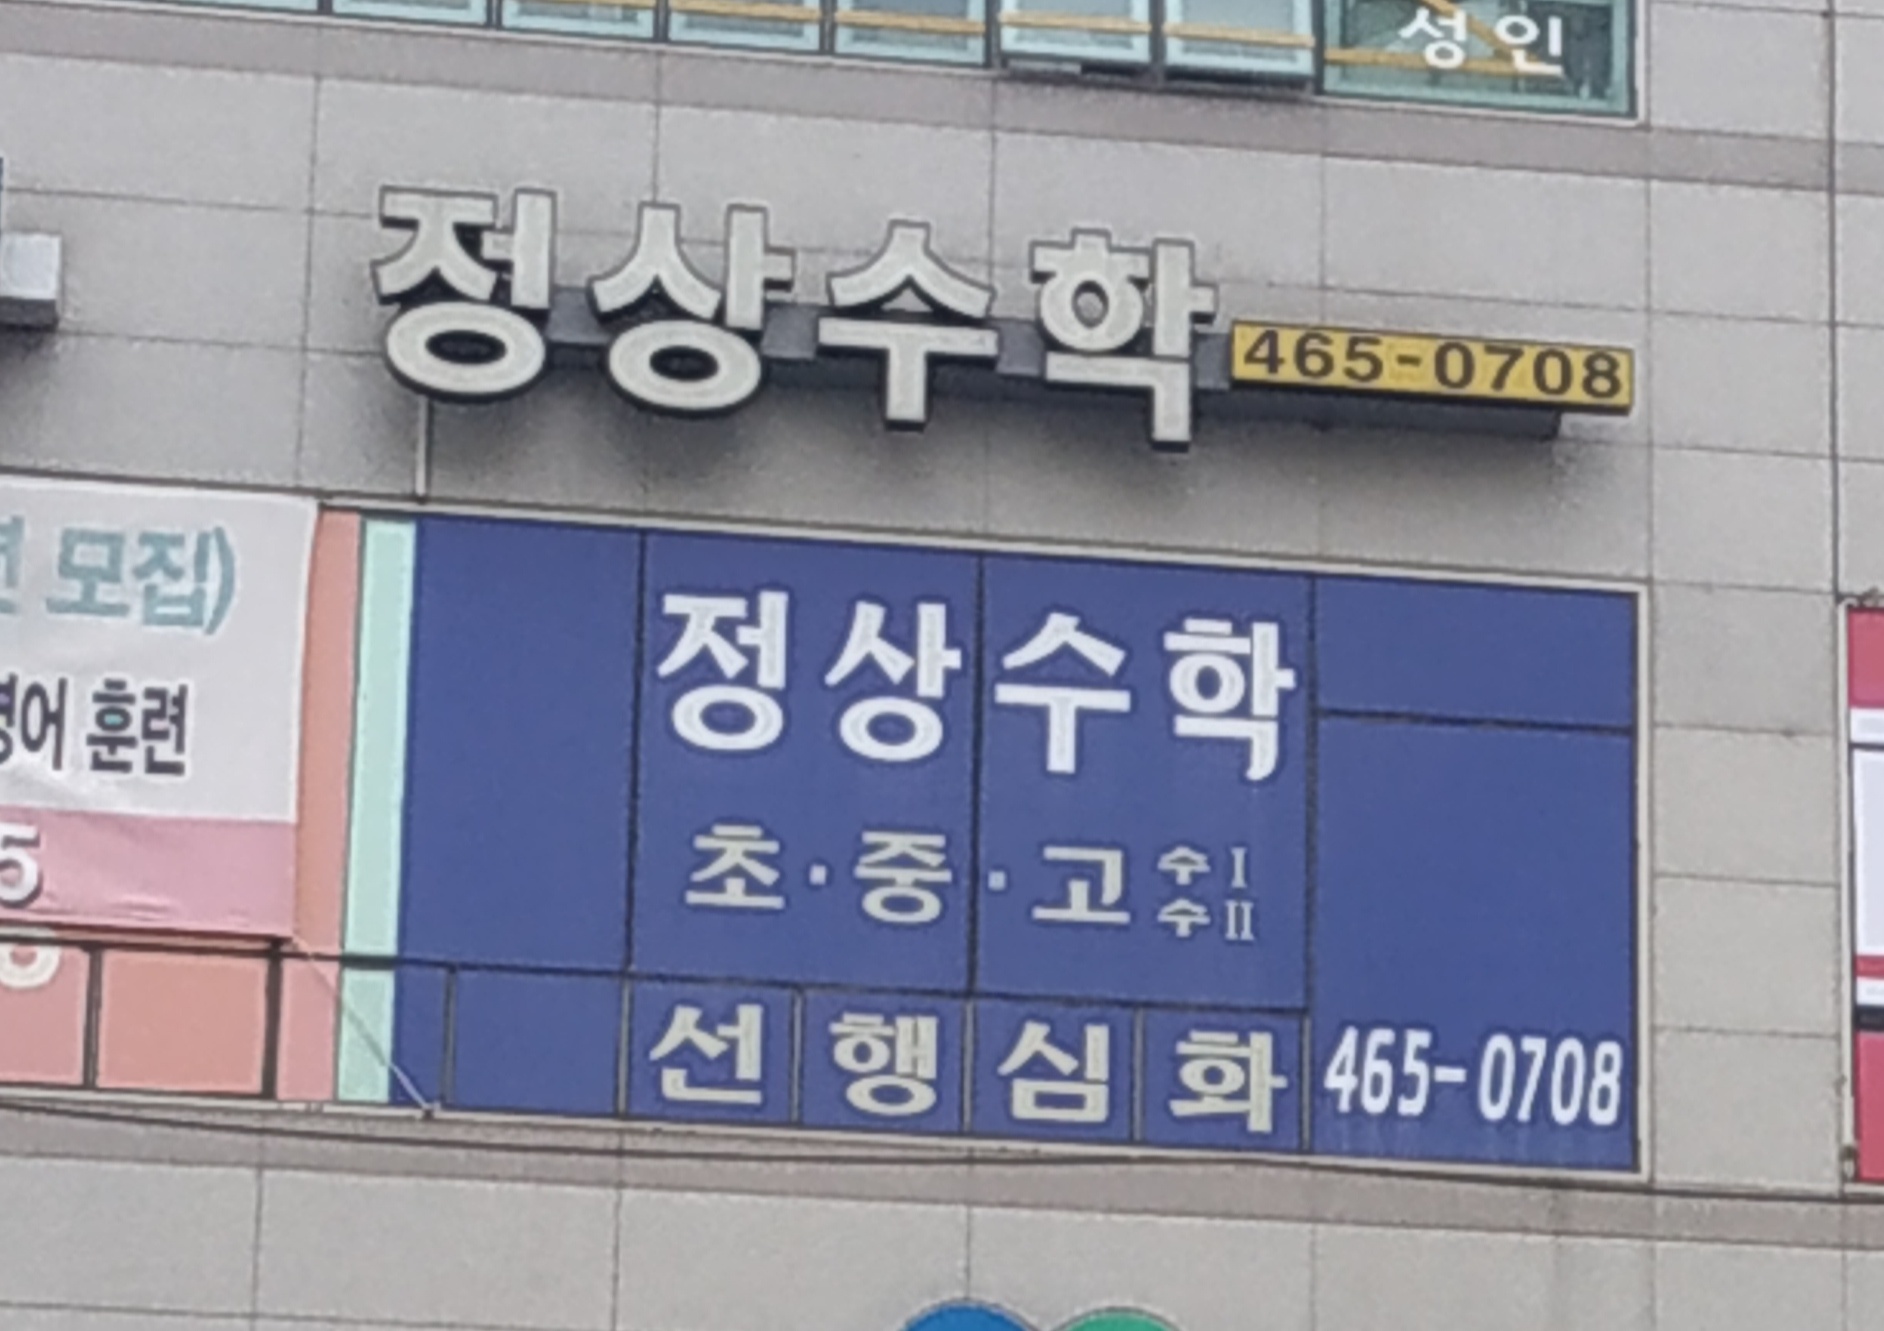 성인
정상수학 465-0708
모집)
영어 훈련
5
정상수학
초·중·고 수I
수II
선행심화 465-0708